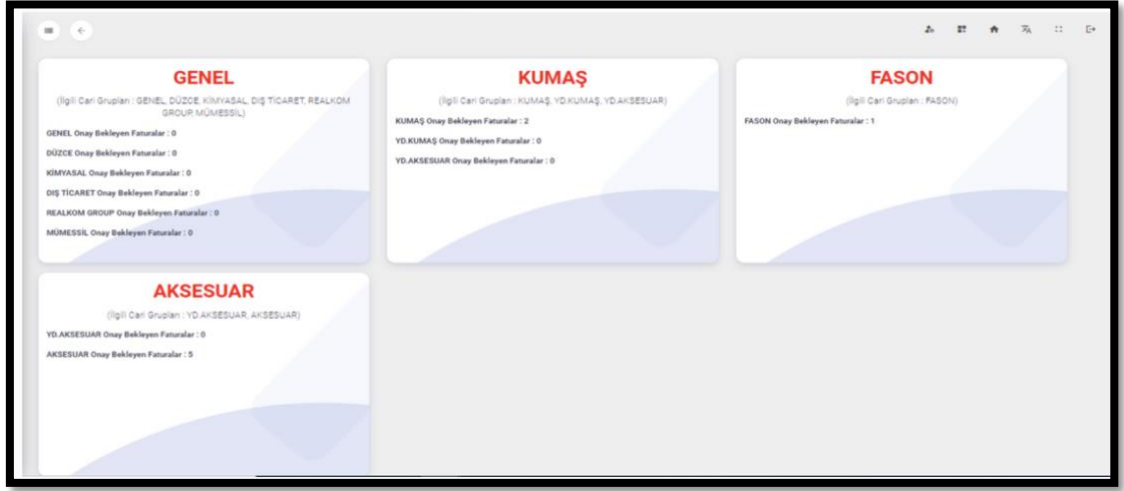 GENEL
(İlgili Cari Grupları : GENEL, DÜZCE, KİMYASAL, DIŞ TİCARET, REALKOM
GROUP, MÜMESSİL)
GENEL Onay Bekleyen Faturalar : 0
DÜZCE Onay Bekleyen Faturalar : 0
KİMYASAL Onay Bekleyen Faturalar : 0
DIŞ TİCARET Onay Bekleyen Faturalar : 0
REALKOM GROUP Onay Bekleyen Faturalar : 0
MÜMESSİL Onay Bekleyen Faturalar : 0
KUMAŞ
(İlgili Cari Grupları : KUMAŞ, YD.KUMAŞ, YD.AKSESUAR)
KUMAŞ Onay Bekleyen Faturalar : 2
YD.KUMAŞ Onay Bekleyen Faturalar : 0
YD.AKSESUAR Onay Bekleyen Faturalar : 0
FASON
(İlgili Cari Grupları : FASON)
FASON Onay Bekleyen Faturalar : 1
AKSESUAR
(İlgili Cari Grupları : YD.AKSESUAR, AKSESUAR)
YD.AKSESUAR Onay Bekleyen Faturalar : 0
AKSESUAR Onay Bekleyen Faturalar : 5